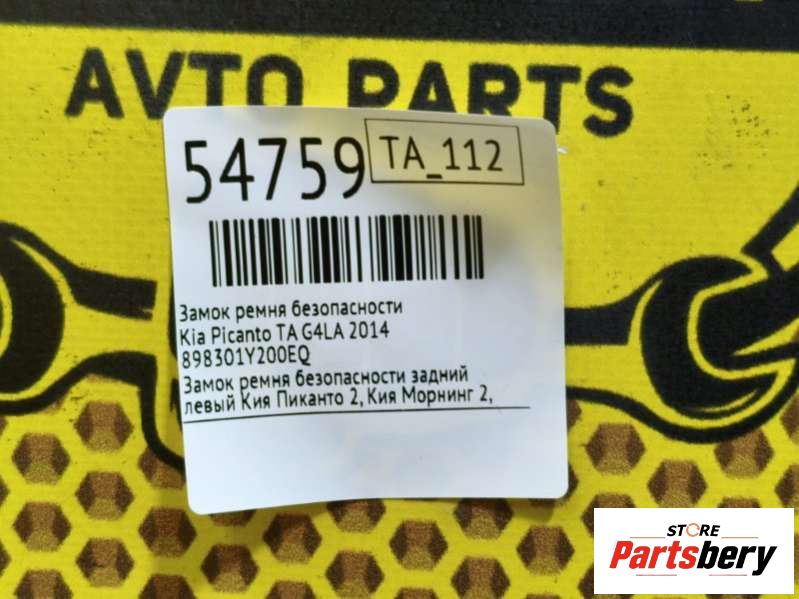 AVTO PARTS
54759
TA_112
Замок ремня безопасности
Kia Picanto TA G4LA 2014
898301Y200EQ
Замок ремня безопасности задний
левый Кия Пиканто 2, Кия Морнинг 2,
STORE
Partsbery